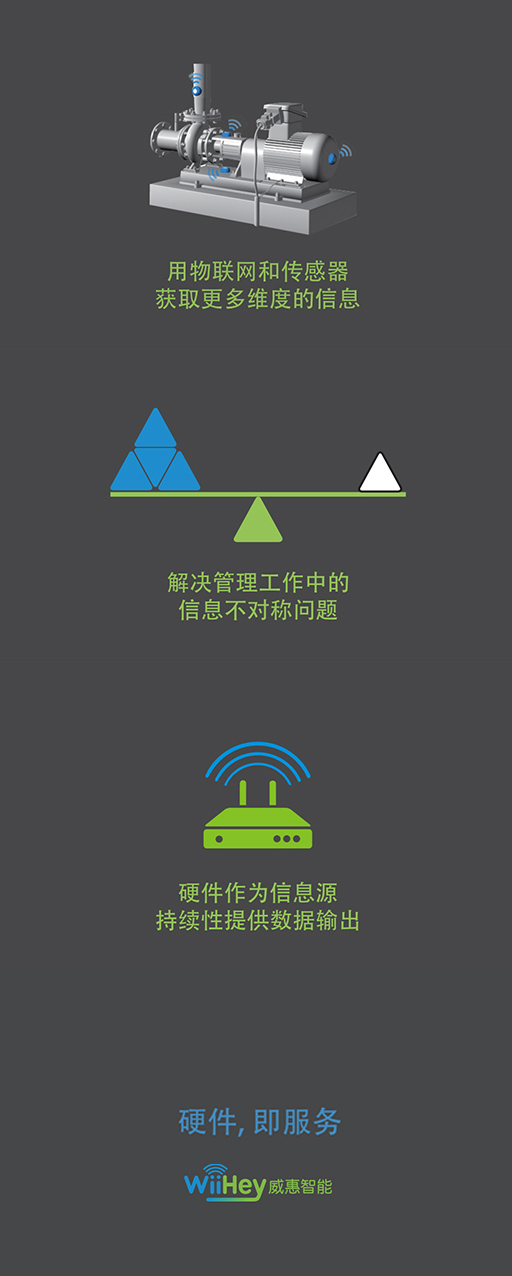 用物联网和传感器
获取更多维度的信息
解决管理工作中的
信息不对称问题
硬件作为信息源
持续性提供数据输出
硬件, 即服务
WiiHey 威惠智能